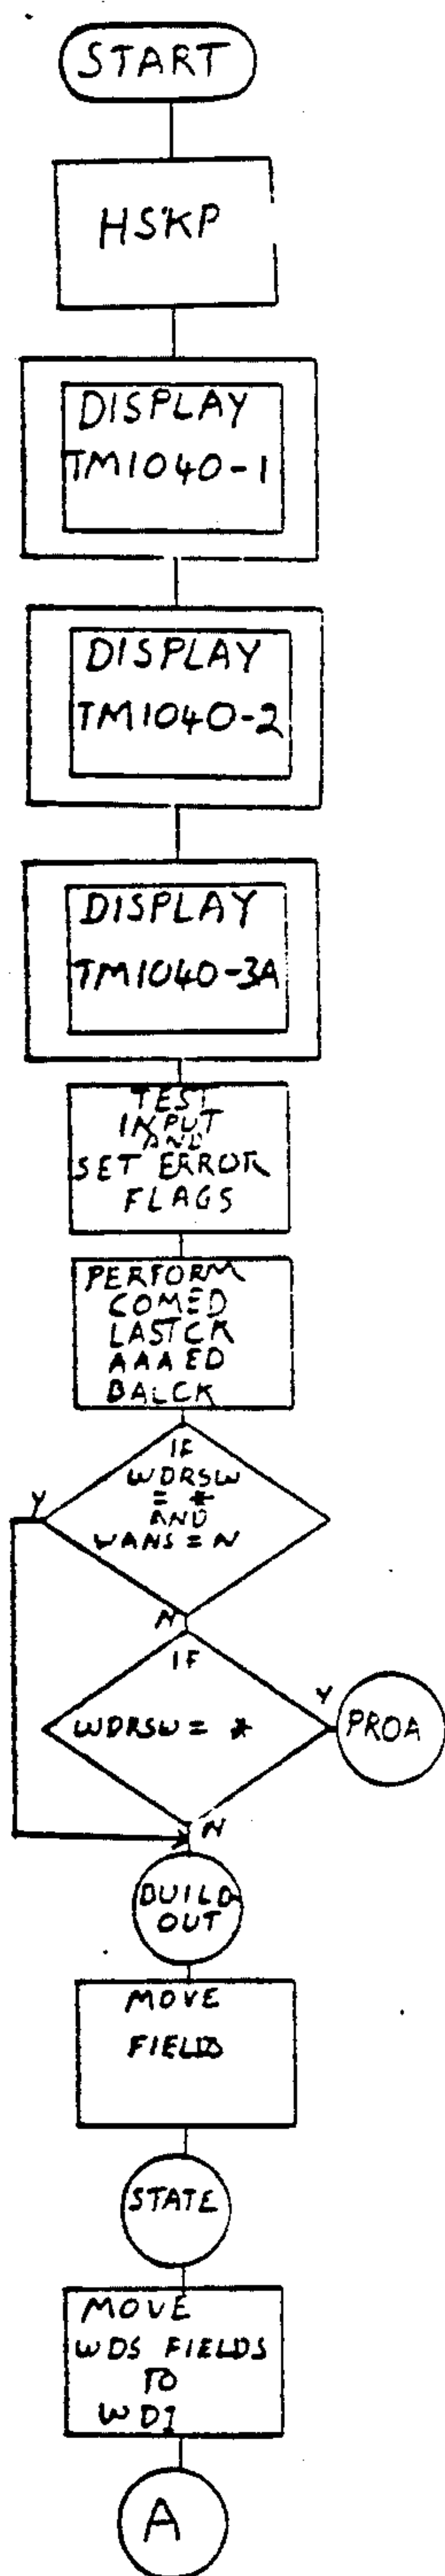 START
HSKP
DISPLAY
TM1040-1
DISPLAY
TM1040-2
DISPLAY
TM1040-3A
TEST
INPUT
AND
SET ERROR
FLAGS
PERFORM
COMED
LASTCK
AAAED
BALCK
IF
WDRSW
= *
AND
WANS = N
Y
N
IF
WDRSW = *
Y
PROA
N
BUILD
OUT
MOVE
FIELDS
STATE
MOVE
WDS FIELDS
TO
WDI
A